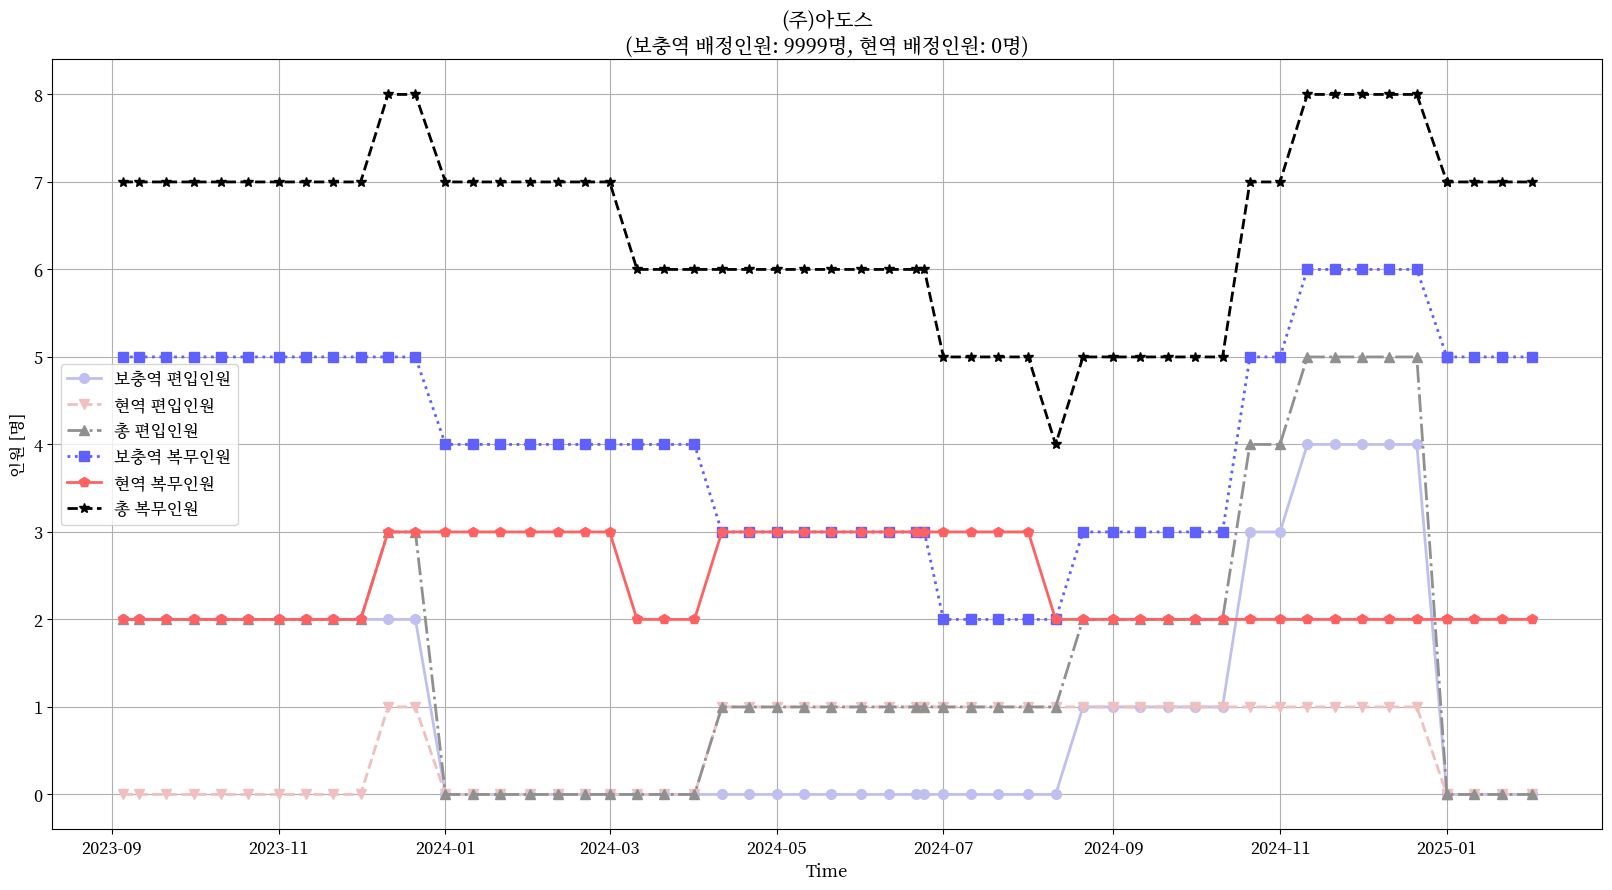 (주)아도스
(보충역 배정인원: 9999명, 현역 배정인원: 0명)
인원 [명]
8
7
6
5
4
3
2
1
0
보충역 편입인원
현역 편입인원
총 편입인원
보충역 복무인원
현역 복무인원
총 복무인원
2023-09
2023-11
2024-01
2024-03
2024-05
2024-07
2024-09
2024-11
2025-01
Time